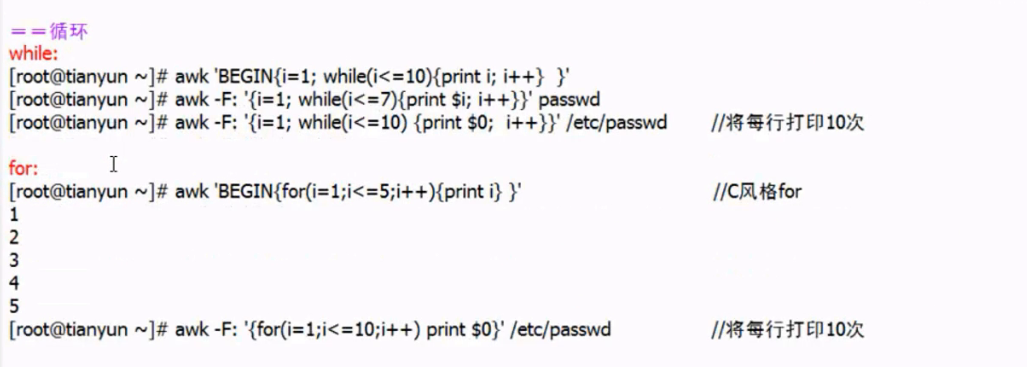 ==循环
while:
[root@tianyun ~]# awk 'BEGIN{i=1; while(i<=10){print i; i++}  }'
[root@tianyun ~]# awk -F: '{i=1; while(i<=7){print $i; i++}}' passwd
[root@tianyun ~]# awk -F: '{i=1; while(i<=10) {print $0;  i++}}' /etc/passwd //将每行打印10次
for:
[root@tianyun ~]# awk 'BEGIN{for(i=1;i<=5;i++){print i} }' //C风格for
1
2
3
4
5
[root@tianyun ~]# awk -F: '{for(i=1;i<=10;i++) print $0}' /etc/passwd //将每行打印10次